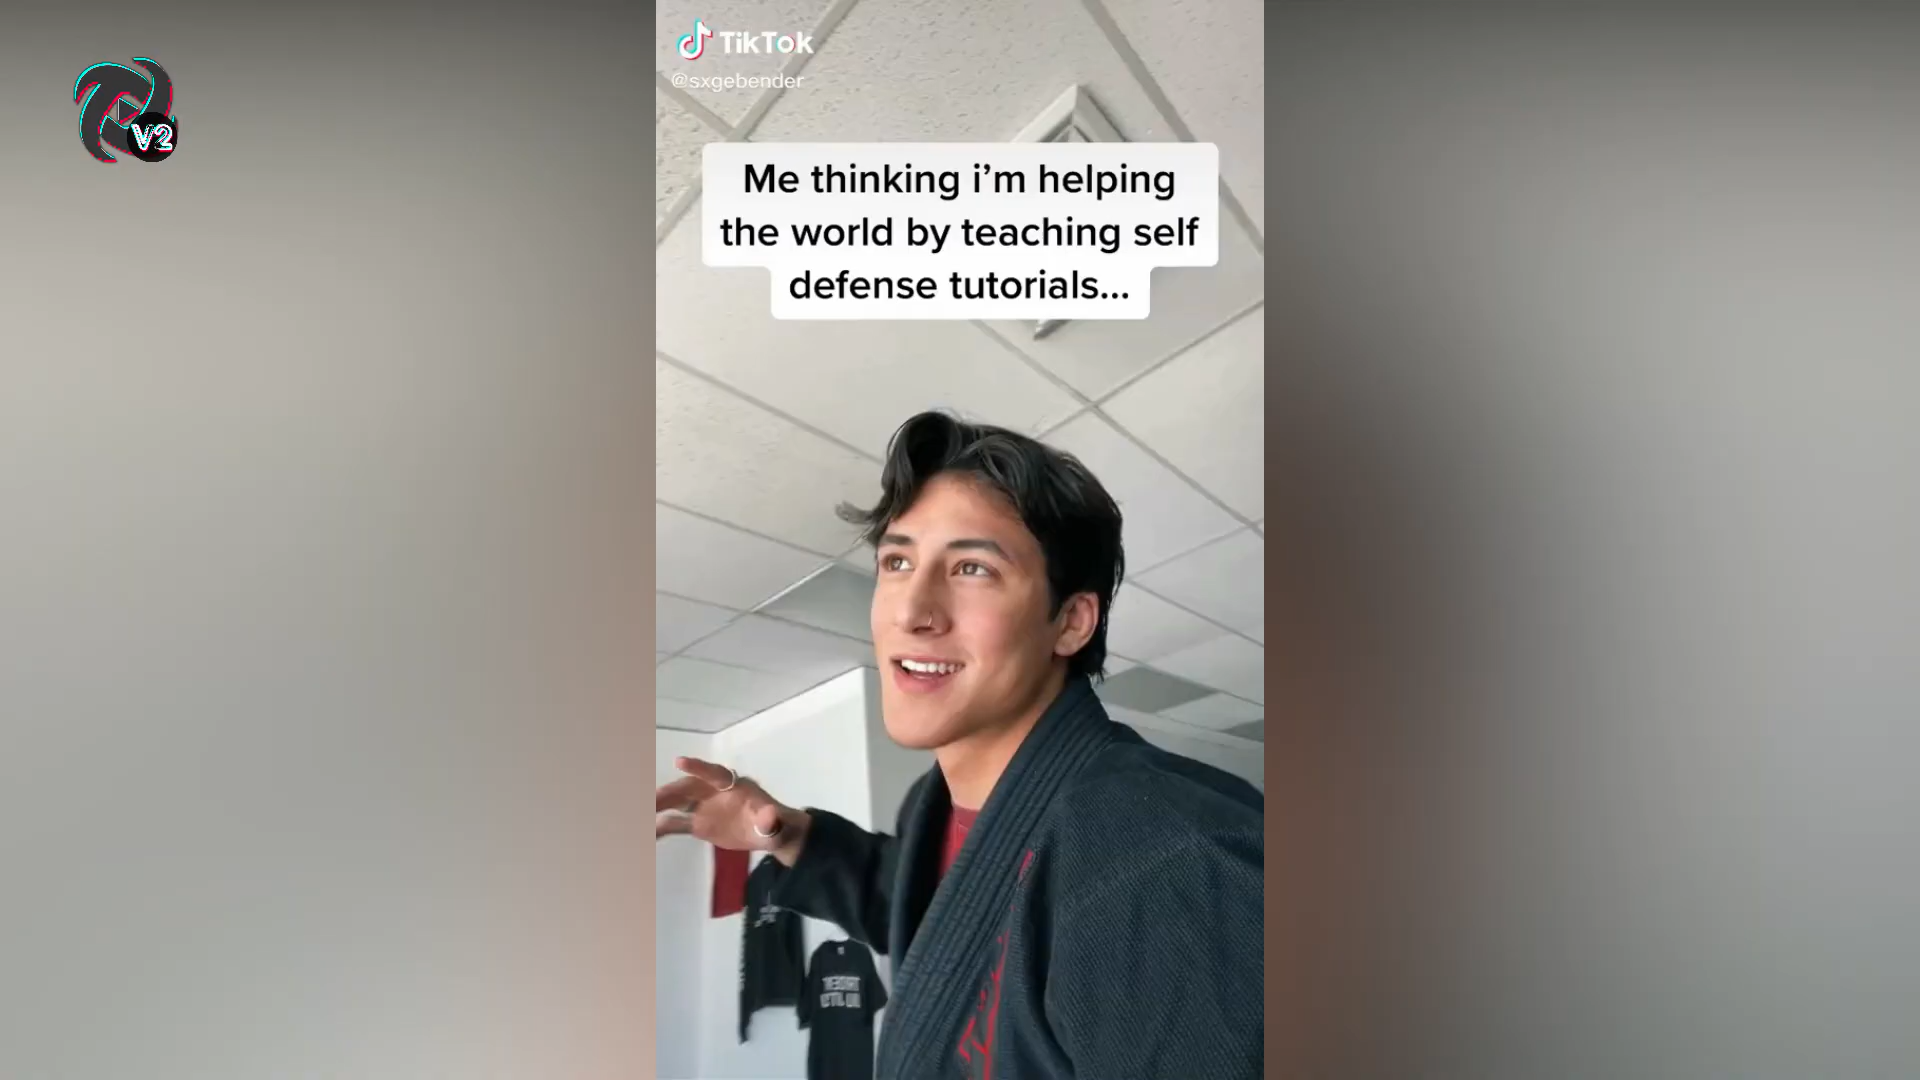 TikTok
@sxgebender
V2
Me thinking i’m helping
the world by teaching self
defense tutorials...